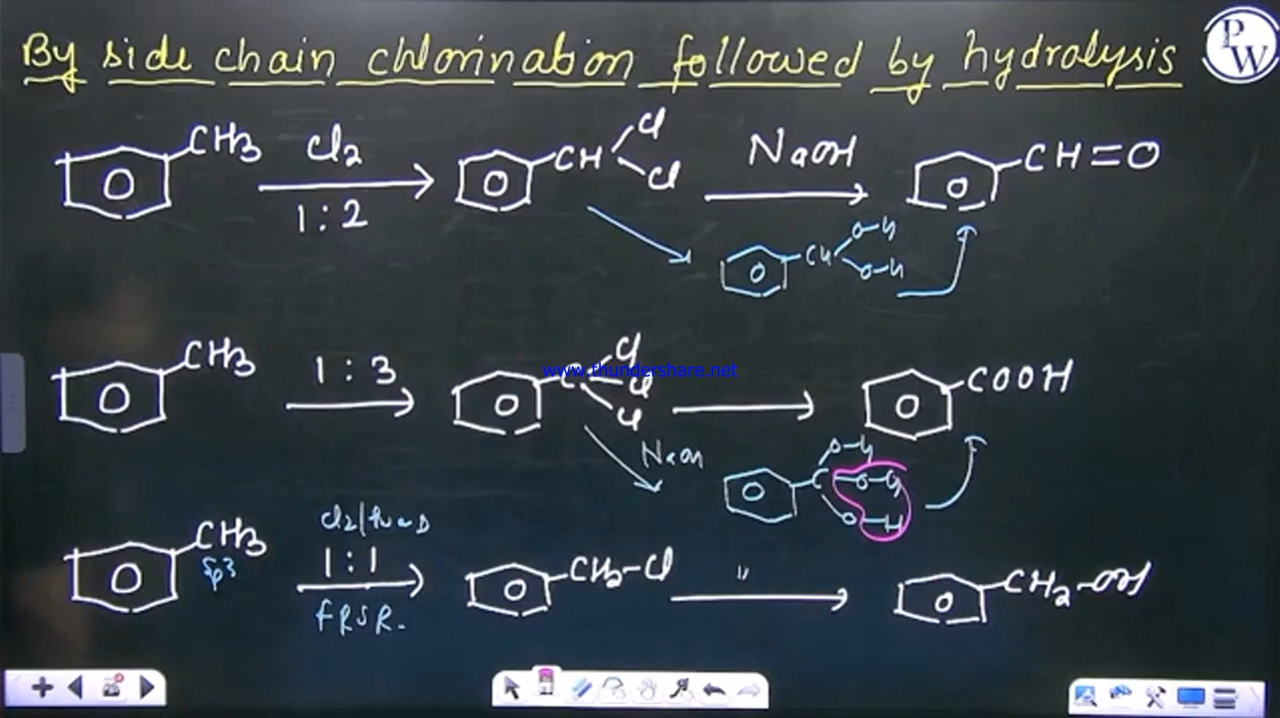 By side chain chlorination followed by hydrolysis
P
W
CH3 Cl2 CH Cl NaOH CH=O
1:2 Cl
CH O-H
O-H
CH3 1:3 C Cl COOH
Cl
Cl
www.thundershare.net
NaOH C O-H
O-H
O-H
Cl2/hν or Δ
CH3 1:1 CH2-Cl " CH2-OH
Sp3
FRSR.